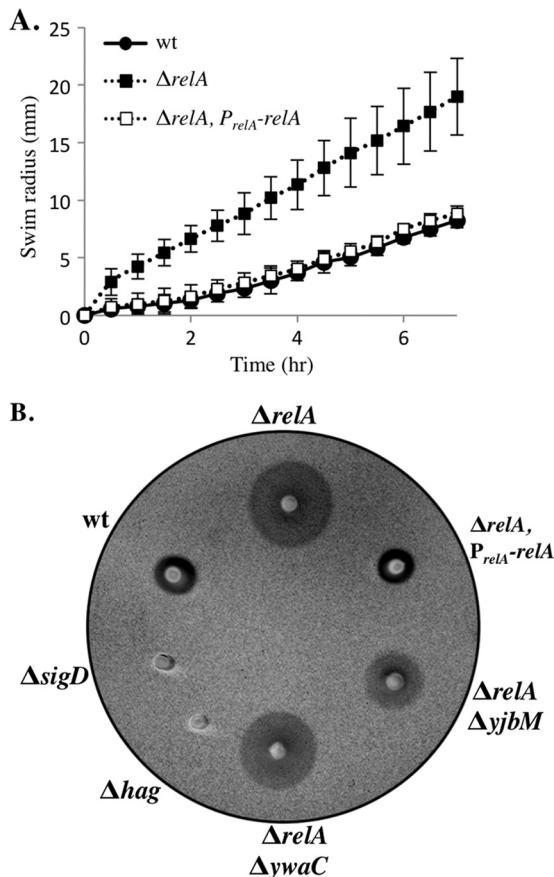 A.
25
20
15
10
5
0
Swim radius (mm)
wt
ΔrelA
ΔrelA, PrelA-relA
0 2 4 6
Time (hr)
B.
ΔrelA
wt
ΔrelA,
PrelA-relA
ΔsigD
ΔrelA
ΔyjbM
Δhag
ΔrelA
ΔywaC